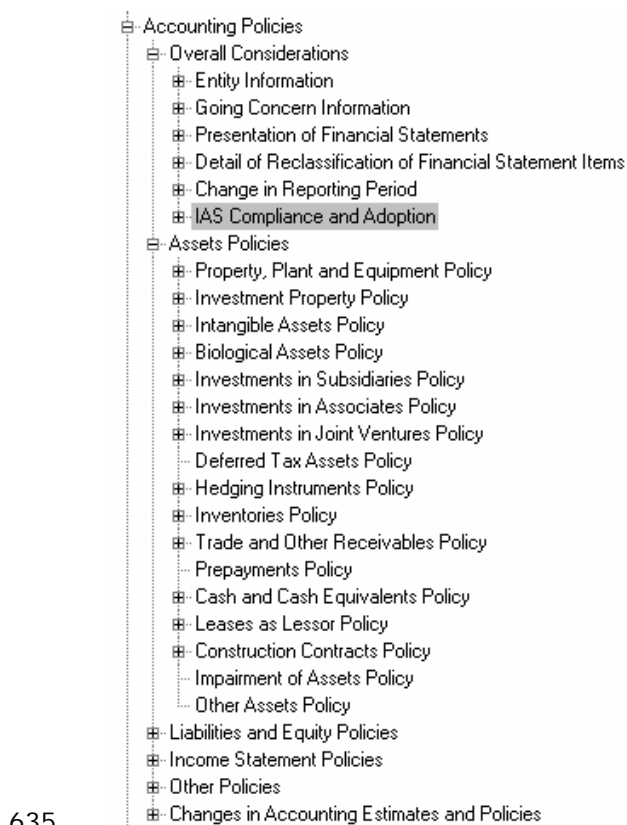 Accounting Policies
Overall Considerations
Entity Information
Going Concern Information
Presentation of Financial Statements
Detail of Reclassification of Financial Statement Items
Change in Reporting Period
IAS Compliance and Adoption
Assets Policies
Property, Plant and Equipment Policy
Investment Property Policy
Intangible Assets Policy
Biological Assets Policy
Investments in Subsidiaries Policy
Investments in Associates Policy
Investments in Joint Ventures Policy
Deferred Tax Assets Policy
Hedging Instruments Policy
Inventories Policy
Trade and Other Receivables Policy
Prepayments Policy
Cash and Cash Equivalents Policy
Leases as Lessor Policy
Construction Contracts Policy
Impairment of Assets Policy
Other Assets Policy
Liabilities and Equity Policies
Income Statement Policies
Other Policies
635 Changes in Accounting Estimates and Policies